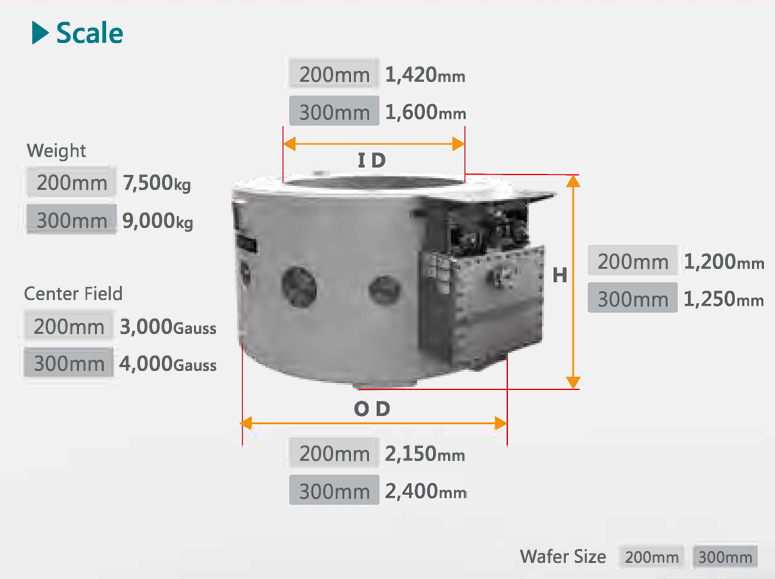 Scale
200mm 1,420mm
300mm 1,600mm
I D
Weight
200mm 7,500kg
300mm 9,000kg
Center Field
200mm 3,000Gauss
300mm 4,000Gauss
H
200mm 1,200mm
300mm 1,250mm
O D
200mm 2,150mm
300mm 2,400mm
Wafer Size 200mm 300mm